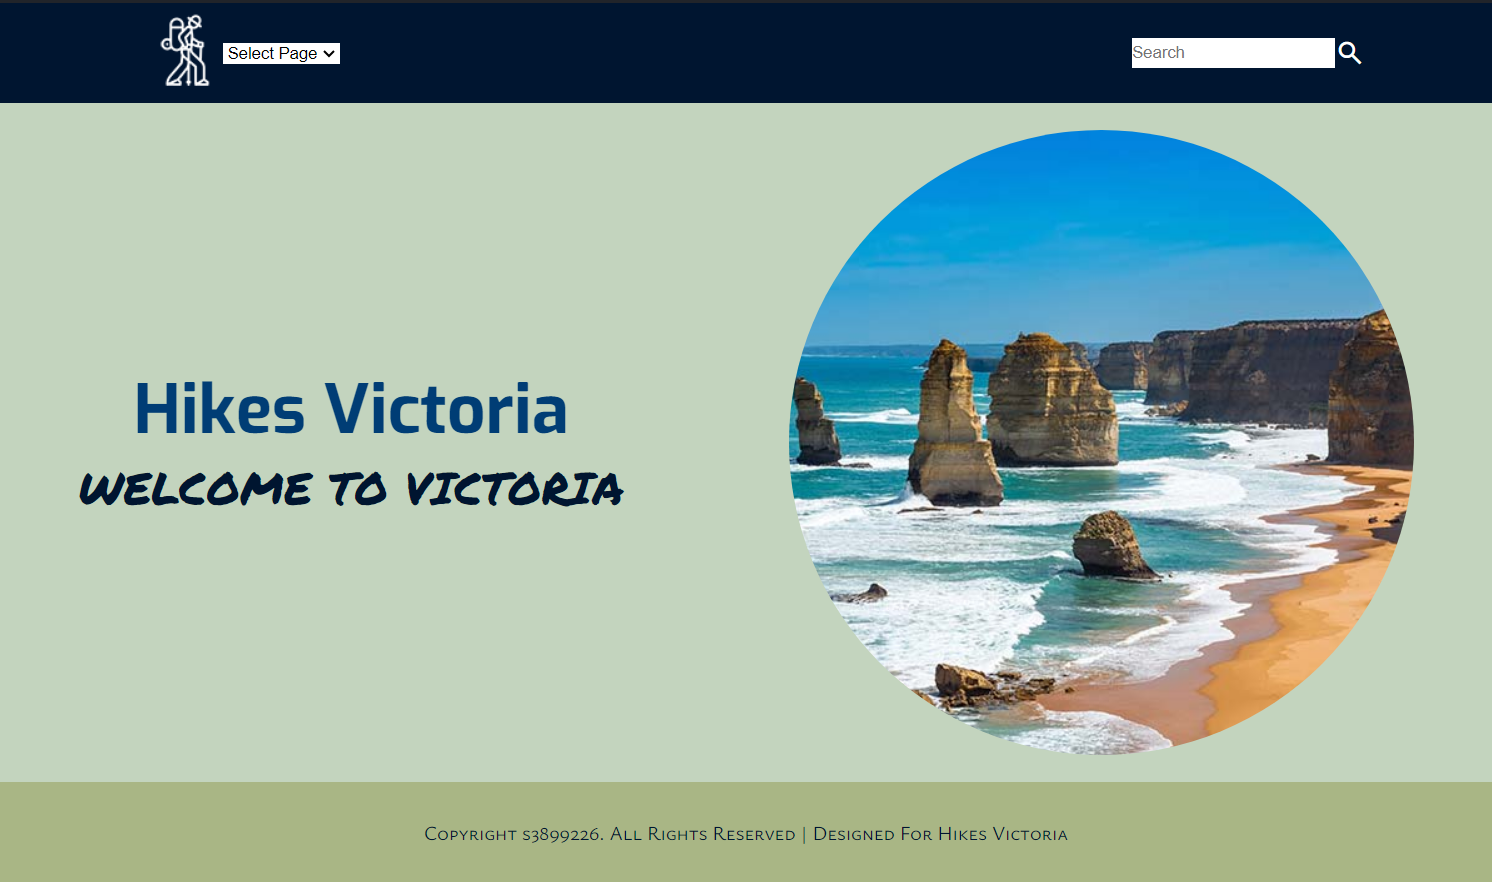 Select Page
Search
Hikes Victoria
WELCOME TO VICTORIA
Copyright s3899226. All Rights Reserved | Designed For Hikes Victoria